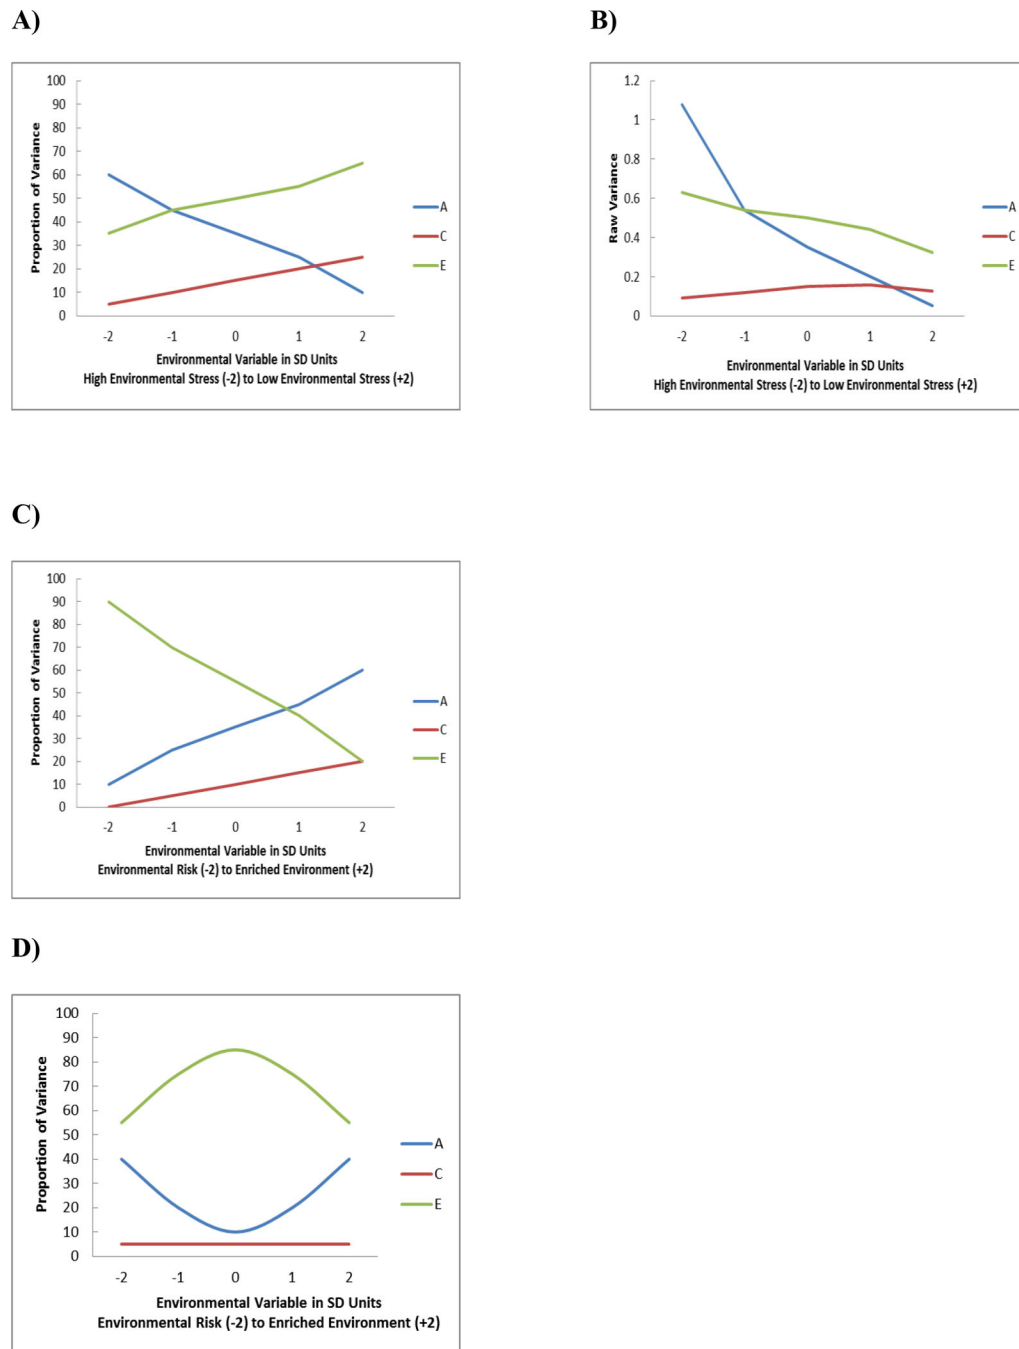 A)
Proportion of Variance
100
90
80
70
60
50
40
30
20
10
0
-2 -1 0 1 2
A
C
E
Environmental Variable in SD Units
High Environmental Stress (-2) to Low Environmental Stress (+2)
B)
Raw Variance
1.2
1
0.8
0.6
0.4
0.2
0
-2 -1 0 1 2
A
C
E
Environmental Variable in SD Units
High Environmental Stress (-2) to Low Environmental Stress (+2)
C)
Proportion of Variance
100
90
80
70
60
50
40
30
20
10
0
-2 -1 0 1 2
A
C
E
Environmental Variable in SD Units
Environmental Risk (-2) to Enriched Environment (+2)
D)
Proportion of Variance
100
90
80
70
60
50
40
30
20
10
0
-2 -1 0 1 2
A
C
E
Environmental Variable in SD Units
Environmental Risk (-2) to Enriched Environment (+2)